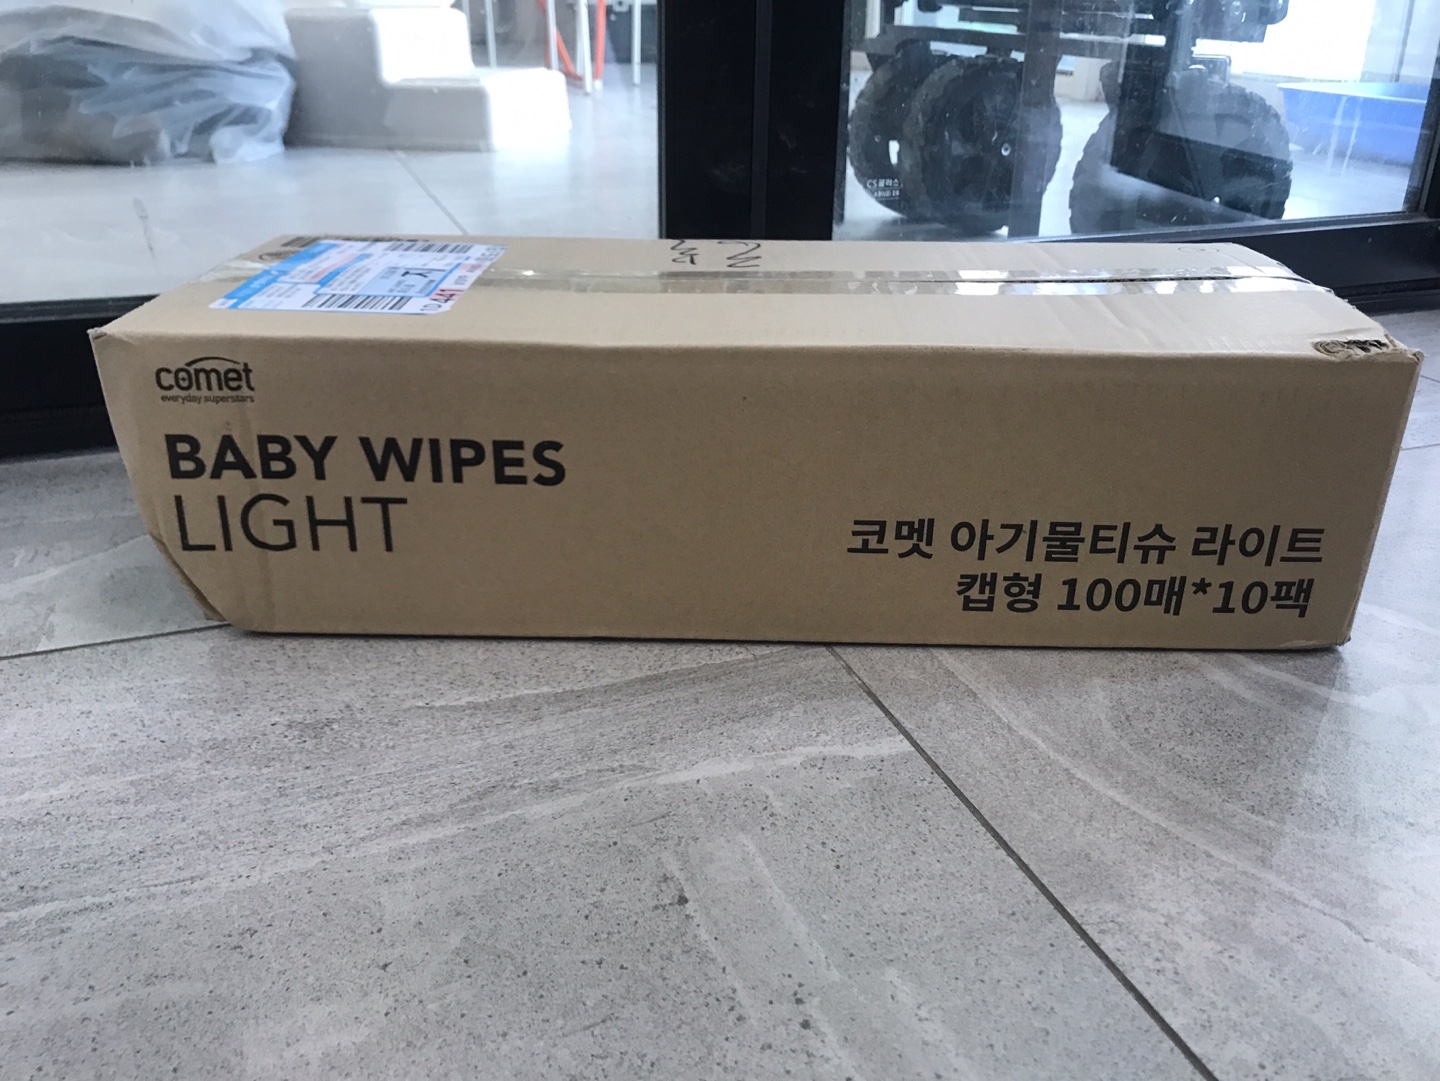 441
comet
everyday superstars
BABY WIPES
LIGHT
코멧 아기물티슈 라이트
캡형 100매*10팩